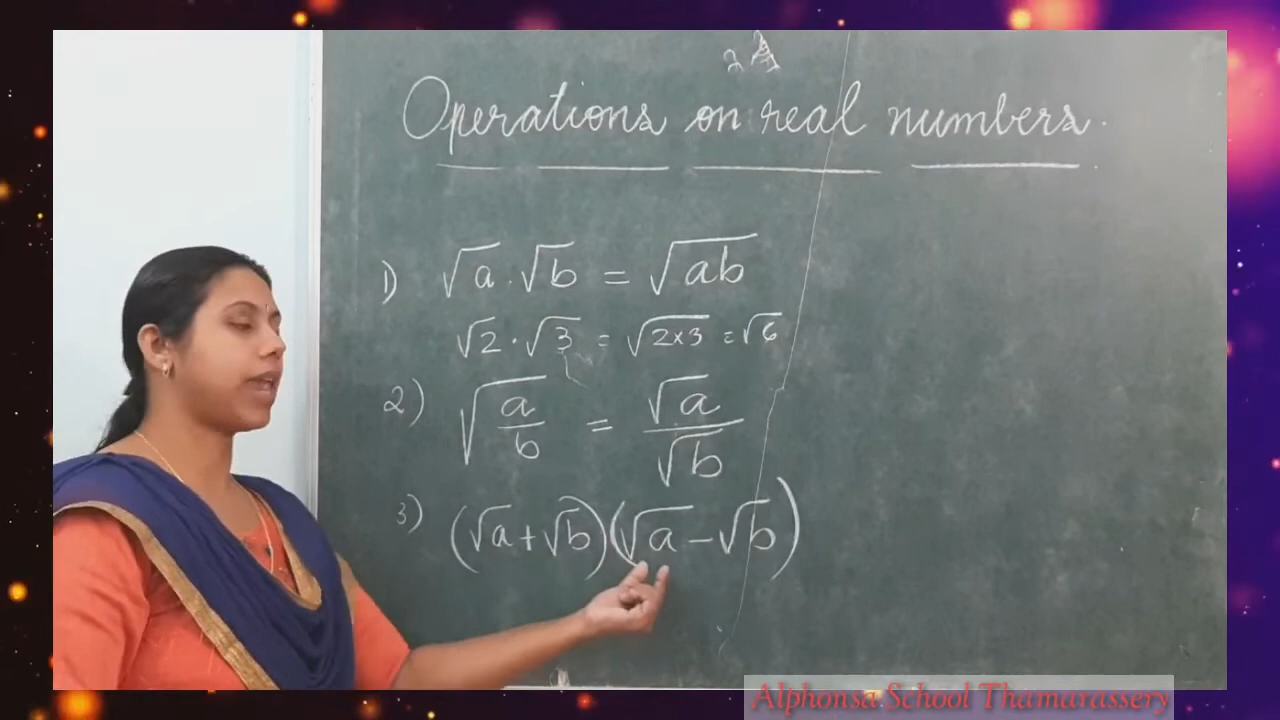 Operations on real numbers.
1) √a . √b = √ab
√2 . √3 = √2×3 = √6
2) √a/b = √a/√b
3) (√a+√b)(√a-√b)
Alphonsa School Thamarassery